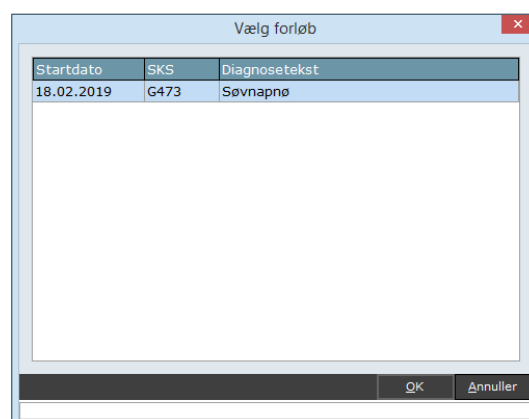 Vælg forløb
Startdato SKS Diagnosetekst
18.02.2019 G473 Søvnapnø
OK Annuller